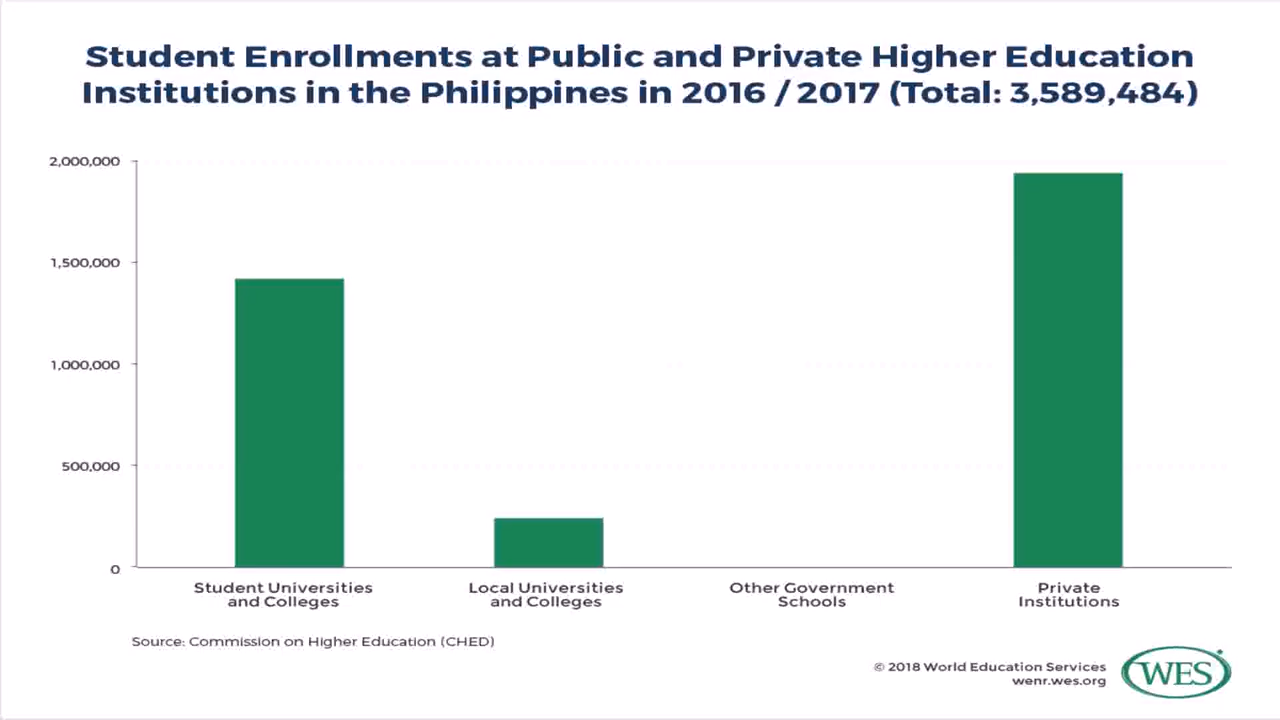 Student Enrollments at Public and Private Higher Education
Institutions in the Philippines in 2016 / 2017 (Total: 3,589,484)
2,000,000
1,500,000
1,000,000
500,000
0
Student Universities
and Colleges
Local Universities
and Colleges
Other Government
Schools
Private
Institutions
Source: Commission on Higher Education (CHED)
© 2018 World Education Services
wenr.wes.org
WES